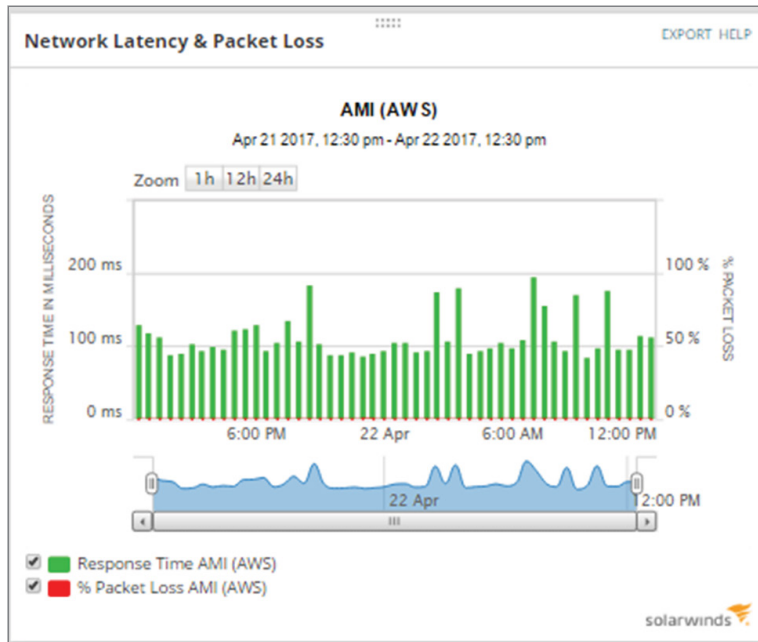 Network Latency & Packet Loss
EXPORT HELP
AMI (AWS)
Apr 21 2017, 12:30 pm - Apr 22 2017, 12:30 pm
Zoom 1h 12h 24h
RESPONSE TIME IN MILLISECONDS
200 ms
100 ms
0 ms
100 %
50 %
0 %
% PACKET LOSS
6:00 PM 22 Apr 6:00 AM 12:00 PM
22 Apr 12:00 PM
Response Time AMI (AWS)
% Packet Loss AMI (AWS)
solarwinds